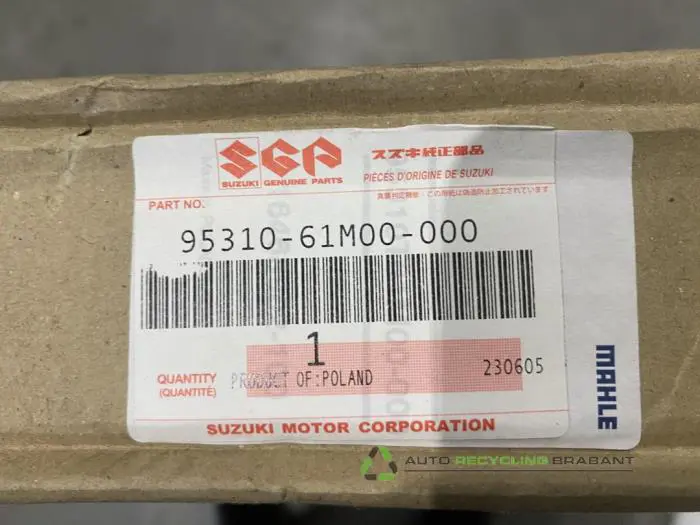 SGP
SUZUKI GENUINE PARTS
スズキ純正部品
PIÈCES D'ORIGINE DE SUZUKI
PART NO.
95310-61M00-000
1
QUANTITY
(QUANTITÉ)
PRODUCT OF:POLAND
230605
SUZUKI MOTOR CORPORATION
MAHLE
AUTO RECYCLING BRABANT